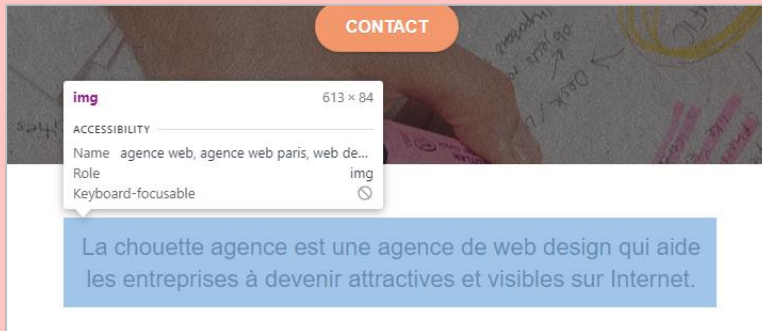 CONTACT
img 613 × 84
ACCESSIBILITY
Name agence web, agence web paris, web de...
Role img
Keyboard-focusable
La chouette agence est une agence de web design qui aide
les entreprises à devenir attractives et visibles sur Internet.